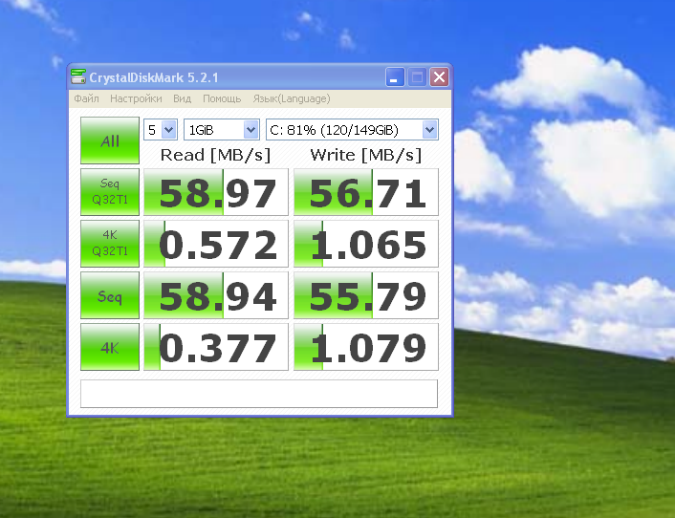 CrystalDiskMark 5.2.1
Файл Настройки Вид Помощь Язык(Language)
All 5 1GiB C: 81% (120/149GiB)
Read [MB/s] Write [MB/s]
Seq Q32T1 58.97 56.71
4K Q32T1 0.572 1.065
Seq 58.94 55.79
4K 0.377 1.079